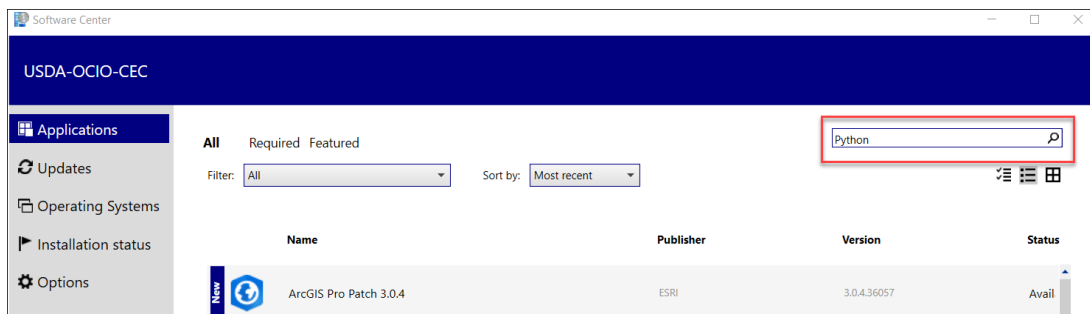 Software Center
USDA-OCIO-CEC
Applications
Updates
Operating Systems
Installation status
Options
All Required Featured
Python
Filter: All Sort by: Most recent
Name Publisher Version Status
New ArcGIS Pro Patch 3.0.4 ESRI 3.0.4.36057 Avail